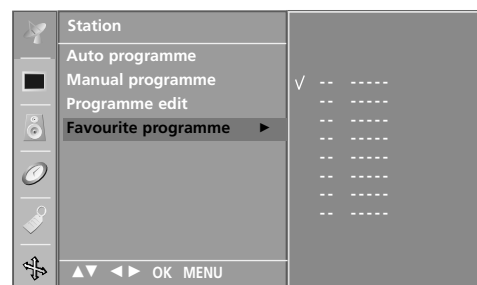 Station
Auto programme
Manual programme
Programme edit
Favourite programme ►
√ -- -----
-- -----
-- -----
-- -----
-- -----
-- -----
-- -----
-- -----
▲▼ ◄► OK MENU